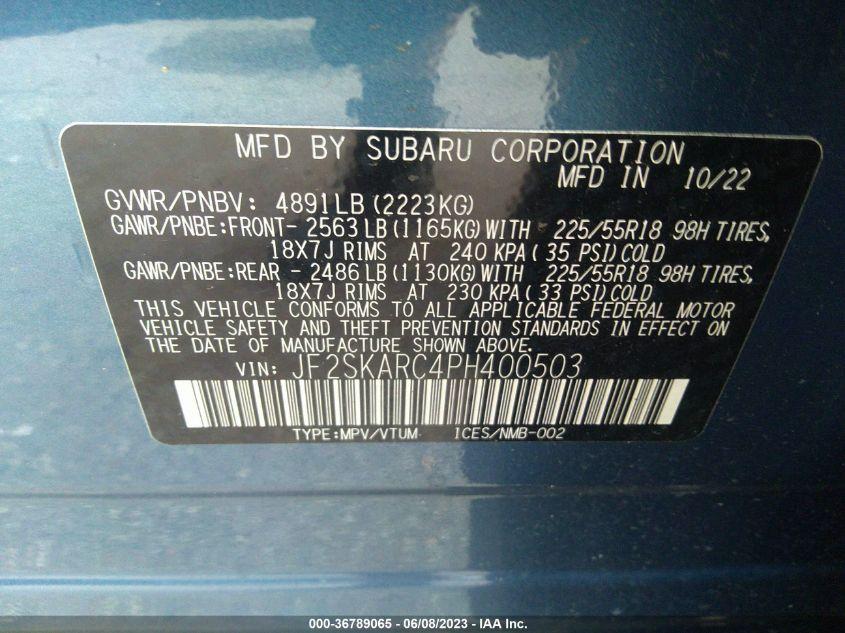 MFD BY SUBARU CORPORATION
MFD IN 10/22
GVWR/PNBV: 4891LB (2223KG)
GAWR/PNBE:FRONT- 2563LB (1165KG) WITH 225/55R18 98H TIRES,
18X7J RIMS AT 240 KPA (35 PSI) COLD
GAWR/PNBE:REAR - 2486LB (1130KG) WITH 225/55R18 98H TIRES,
18X7J RIMS AT 230 KPA (33 PSI) COLD
THIS VEHICLE CONFORMS TO ALL APPLICABLE FEDERAL MOTOR
VEHICLE SAFETY AND THEFT PREVENTION STANDARDS IN EFFECT ON
THE DATE OF MANUFACTURE SHOWN ABOVE.
VIN: JF2SKARC4PH400503
TYPE:MPV/VTUM ICES/NMB-002
000-36789065 - 06/08/2023 - IAA Inc.